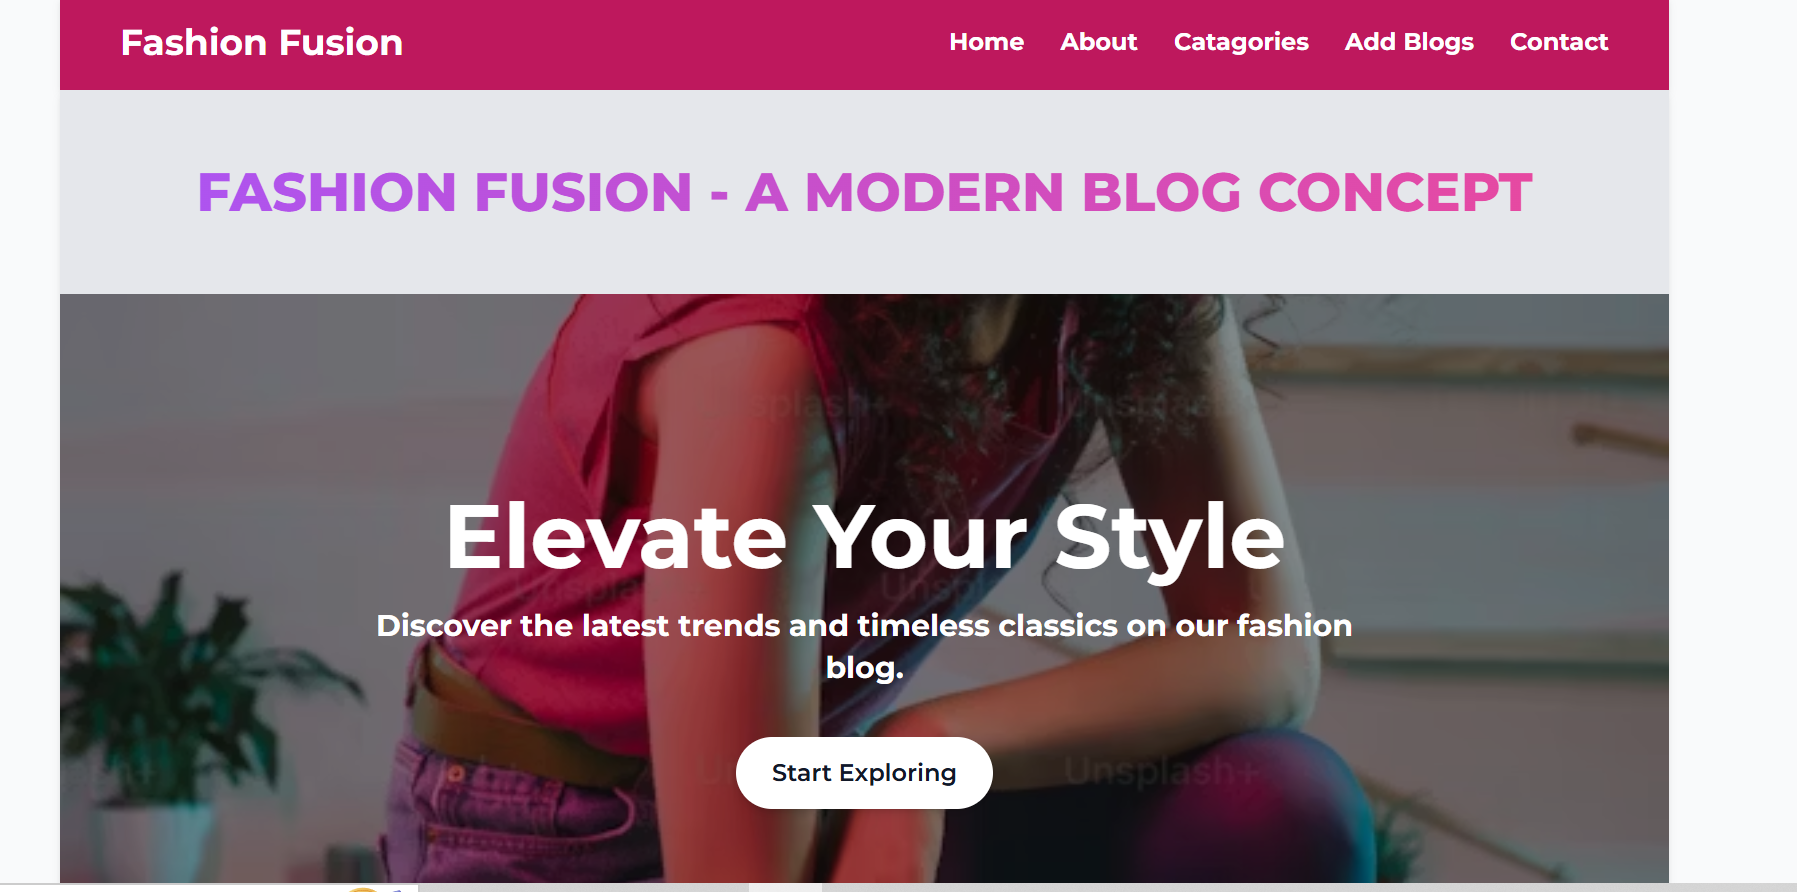 Fashion Fusion
Home About Catagories Add Blogs Contact
FASHION FUSION - A MODERN BLOG CONCEPT
Elevate Your Style
Discover the latest trends and timeless classics on our fashion
blog.
Start Exploring
Unsplash+